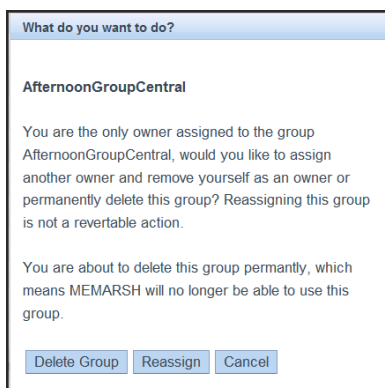 What do you want to do?
AfternoonGroupCentral
You are the only owner assigned to the group
AfternoonGroupCentral, would you like to assign
another owner and remove yourself as an owner or
permanently delete this group? Reassigning this group
is not a revertable action.
You are about to delete this group permantly, which
means MEMARSH will no longer be able to use this
group.
Delete Group Reassign Cancel